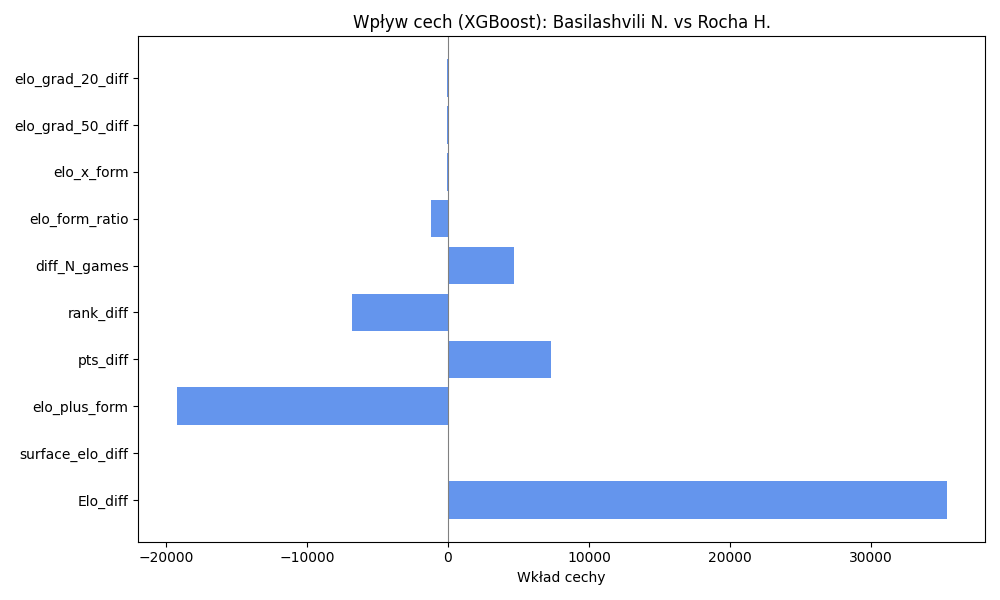 Wpływ cech (XGBoost): Basilashvili N. vs Rocha H.
elo_grad_20_diff
elo_grad_50_diff
elo_x_form
elo_form_ratio
diff_N_games
rank_diff
pts_diff
elo_plus_form
surface_elo_diff
Elo_diff
−20000 −10000 0 10000 20000 30000
Wkład cechy